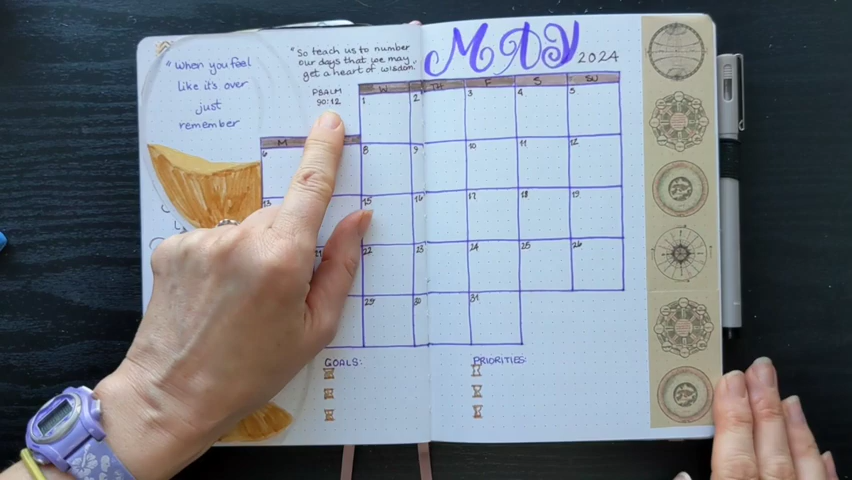 "When you feel
like it's over
just
remember
"So teach us to number
our days that we may
get a heart of wisdom."
PSALM
90:12
MAY
2024
W TH F S SU
1 2 3 4 5
M
6 8 9 10 11 12
13 15 16 17 18 19
21 22 23 24 25 26
29 30 31
GOALS:
PRIORITIES: